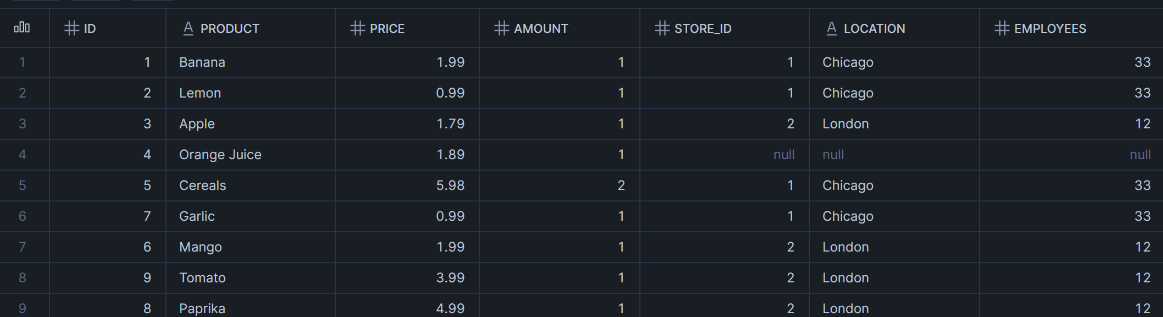 # ID A PRODUCT # PRICE # AMOUNT # STORE_ID A LOCATION # EMPLOYEES
1 1 Banana 1.99 1 1 Chicago 33
2 2 Lemon 0.99 1 1 Chicago 33
3 3 Apple 1.79 1 2 London 12
4 4 Orange Juice 1.89 1 null null null
5 5 Cereals 5.98 2 1 Chicago 33
6 7 Garlic 0.99 1 1 Chicago 33
7 6 Mango 1.99 1 2 London 12
8 9 Tomato 3.99 1 2 London 12
9 8 Paprika 4.99 1 2 London 12